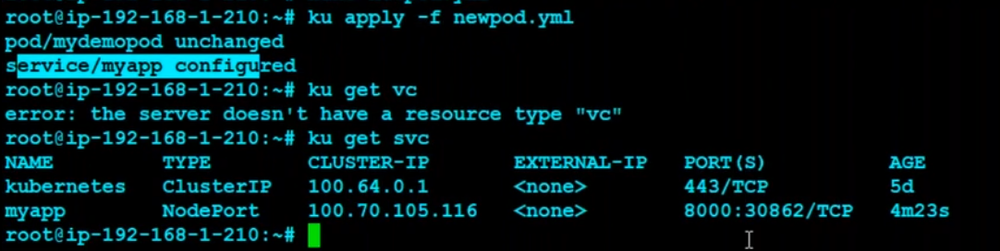 root@ip-192-168-1-210:~# ku apply -f newpod.yml
pod/mydemopod unchanged
service/myapp configured
root@ip-192-168-1-210:~# ku get vc
error: the server doesn't have a resource type "vc"
root@ip-192-168-1-210:~# ku get svc
NAME TYPE CLUSTER-IP EXTERNAL-IP PORT(S) AGE
kubernetes ClusterIP 100.64.0.1 <none> 443/TCP 5d
myapp NodePort 100.70.105.116 <none> 8000:30862/TCP 4m23s
root@ip-192-168-1-210:~#